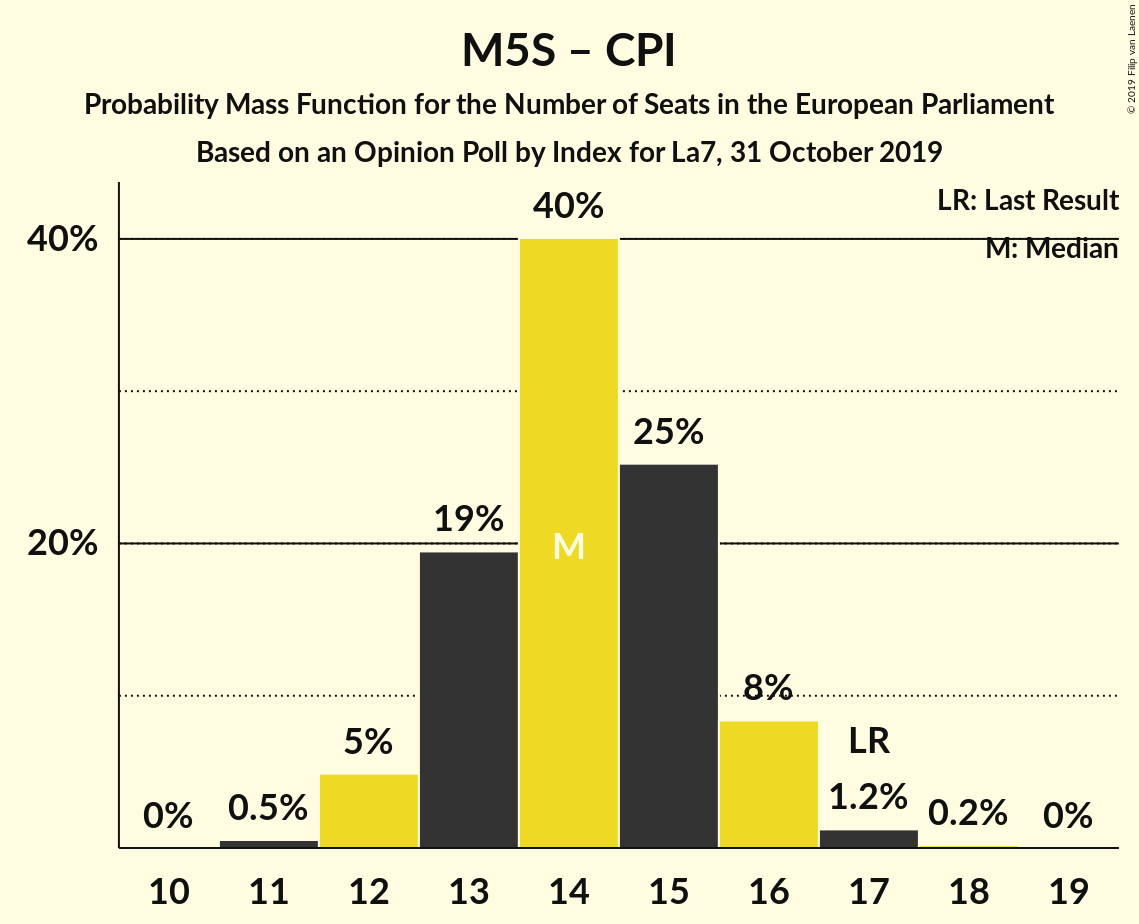 M5S – CPI
Probability Mass Function for the Number of Seats in the European Parliament
Based on an Opinion Poll by Index for La7, 31 October 2019
© 2019 Filip van Laenen
LR: Last Result
M: Median
40%
20%
0%
0.5%
5%
19%
40%
M
25%
8%
LR
1.2%
0.2%
0%
10 11 12 13 14 15 16 17 18 19